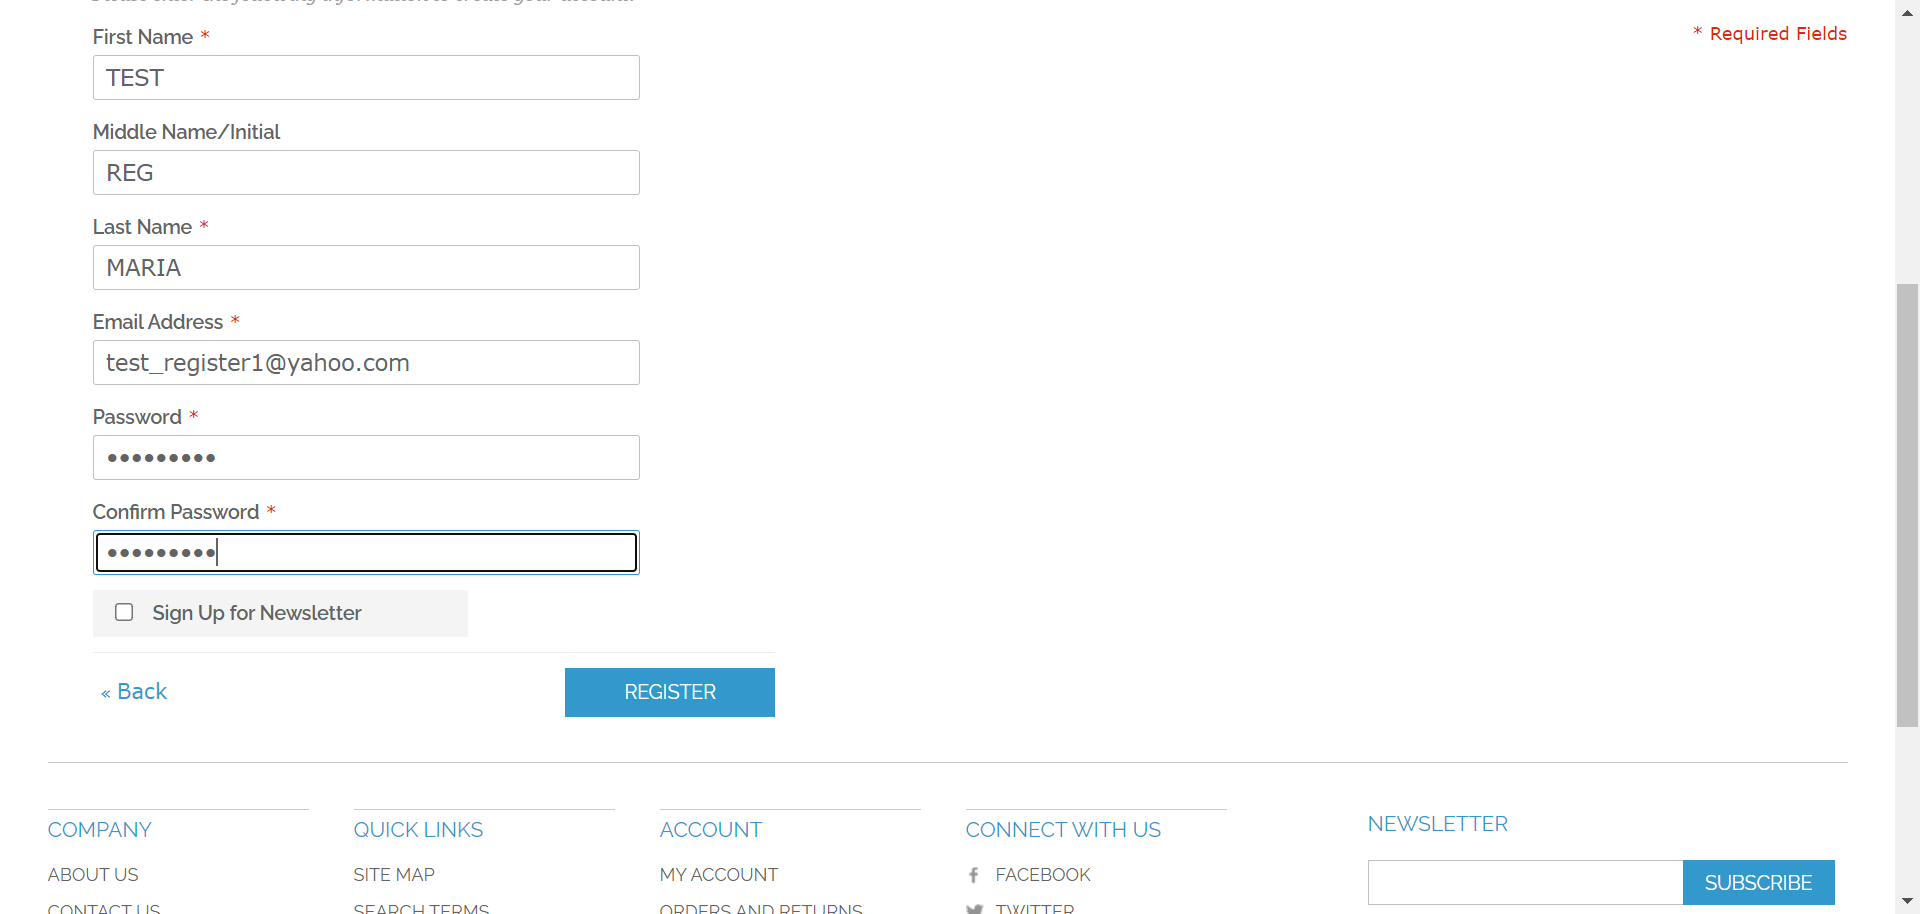 First Name *
* Required Fields
TEST
Middle Name/Initial
REG
Last Name *
MARIA
Email Address *
test_register1@yahoo.com
Password *
•••••••••
Confirm Password *
•••••••••
Sign Up for Newsletter
« Back
REGISTER
COMPANY
ABOUT US
CONTACT US
QUICK LINKS
SITE MAP
SEARCH TERMS
ACCOUNT
MY ACCOUNT
ORDERS AND RETURNS
CONNECT WITH US
FACEBOOK
TWITTER
NEWSLETTER
SUBSCRIBE